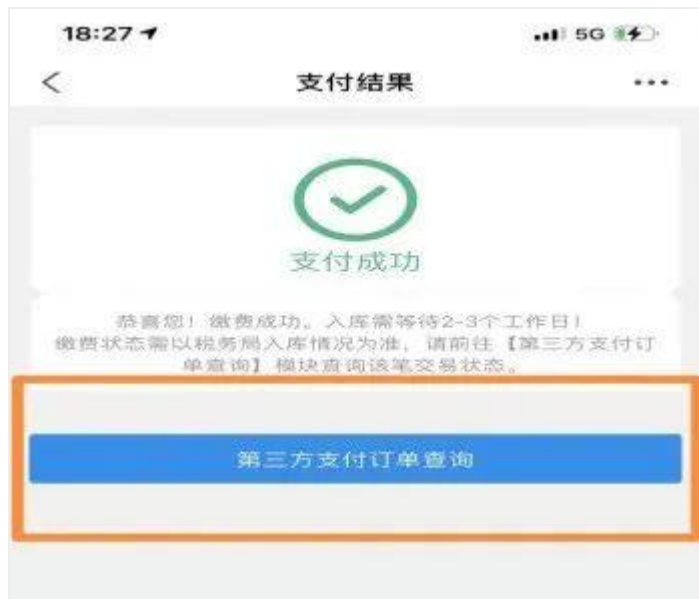 18:27
5G
支付结果
支付成功
恭喜您！缴费成功。入库需等待2-3个工作日！
缴费状态需以税务局入库情况为准，请前往【第三方支付订
单查询】模块查询该笔交易状态。
第三方支付订单查询